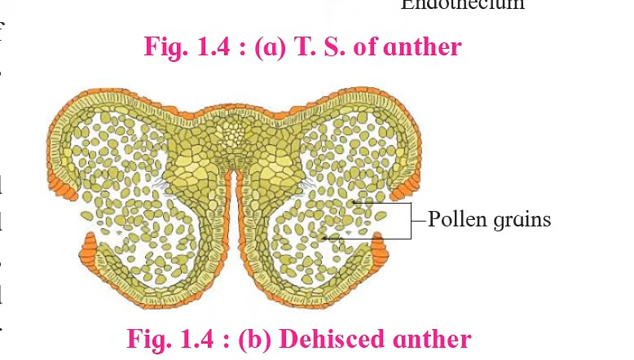 Endothecium
Fig. 1.4 : (a) T. S. of anther
Pollen grains
Fig. 1.4 : (b) Dehisced anther